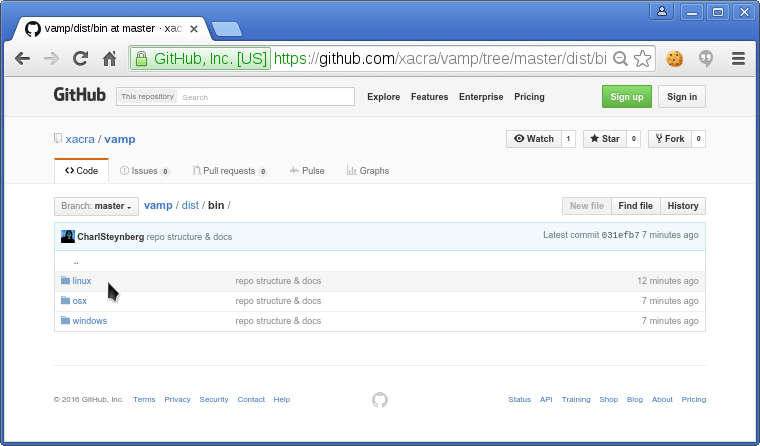 vamp/dist/bin at master · xac
GitHub, Inc. [US] https://github.com/xacra/vamp/tree/master/dist/bi
GitHub This repository Search Explore Features Enterprise Pricing Sign up Sign in
xacra / vamp Watch 1 Star 0 Fork 0
Code Issues 0 Pull requests 0 Pulse Graphs
Branch: master vamp / dist / bin / New file Find file History
CharlSteynberg repo structure & docs Latest commit 031efb7 7 minutes ago
..
linux repo structure & docs 12 minutes ago
osx repo structure & docs 7 minutes ago
windows repo structure & docs 7 minutes ago
© 2016 GitHub, Inc. Terms Privacy Security Contact Help Status API Training Shop Blog About Pricing